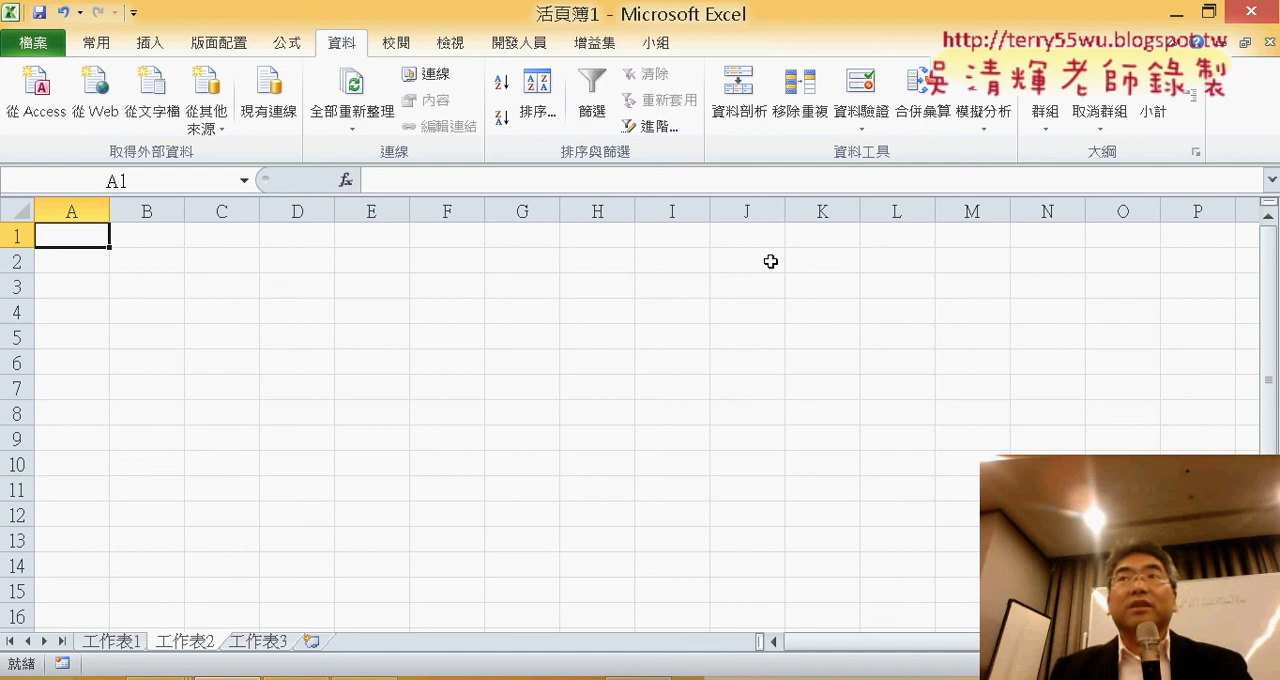 活頁簿1 - Microsoft Excel
檔案 常用 插入 版面配置 公式 資料 校閱 檢視 開發人員 增益集 小組
http://terry55wu.blogspot.tw
吳清輝老師錄製
從 Access 從 Web 從文字檔 從其他來源 現有連線 全部重新整理 連線 內容 編輯連結 排序... 篩選 清除 重新套用 進階... 資料剖析 移除重複 資料驗證 合併彙算 模擬分析 群組 取消群組 小計
取得外部資料 連線 排序與篩選 資料工具 大綱
A1 fx
A B C D E F G H I J K L M N O P
1
2
3
4
5
6
7
8
9
10
11
12
13
14
15
16
工作表1 工作表2 工作表3
就緒